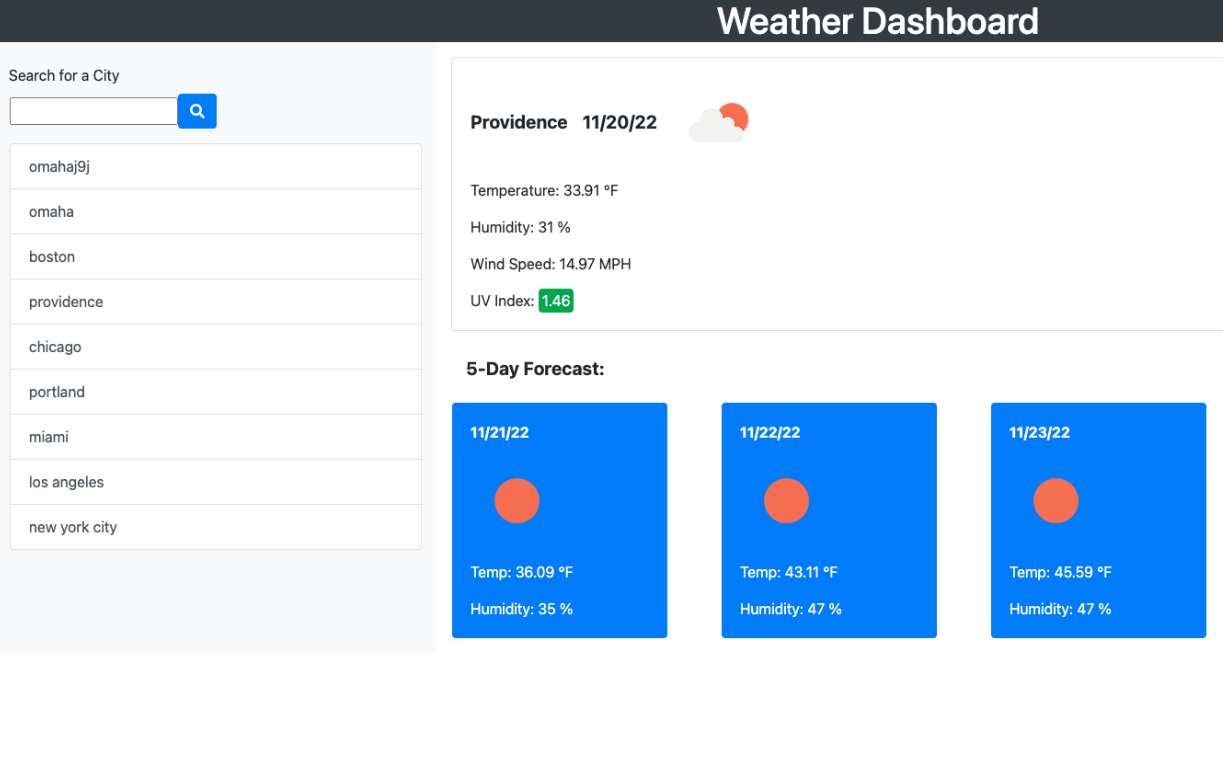 Weather Dashboard
Search for a City
omahaj9j
omaha
boston
providence
chicago
portland
miami
los angeles
new york city
Providence 11/20/22
Temperature: 33.91 °F
Humidity: 31 %
Wind Speed: 14.97 MPH
UV Index: 1.46
5-Day Forecast:
11/21/22
Temp: 36.09 °F
Humidity: 35 %
11/22/22
Temp: 43.11 °F
Humidity: 47 %
11/23/22
Temp: 45.59 °F
Humidity: 47 %